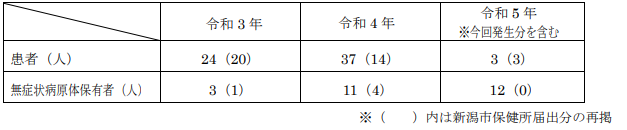 令和3年 令和4年 令和5年
※今回発生分を含む
患者（人） 24（20） 37（14） 3（3）
無症状病原体保有者（人） 3（1） 11（4） 12（0）
※（　　）内は新潟市保健所届出分の再掲